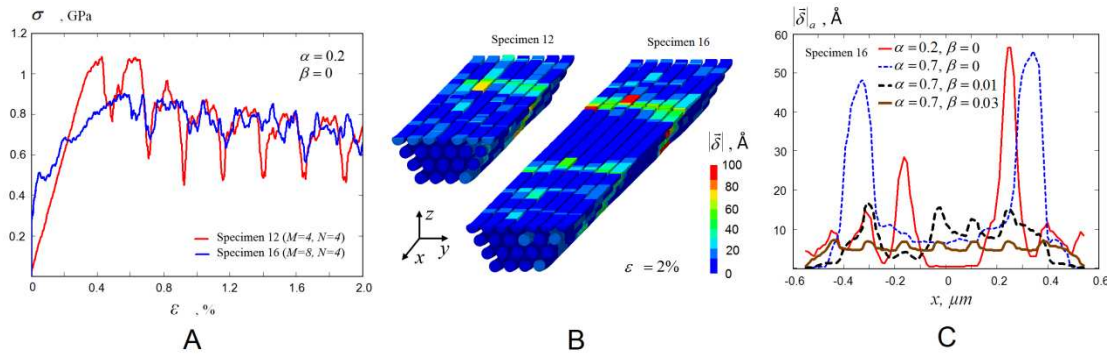 σ , GPa
1.2
1
0.8
0.6
0.4
0.2
0 0.4 0.8 1.2 1.6 2.0
ε , %
α = 0.2
β = 0
Specimen 12 (M=4, N=4)
Specimen 16 (M=8, N=4)
A
Specimen 12
Specimen 16
|δ⃗| , Å
100
80
60
40
20
0
z
y
x
ε = 2%
B
|δ⃗|ₐ , Å
60
50
40
30
20
10
-0.6 -0.4 -0.2 0 0.2 0.4 0.6
x, μm
Specimen 16
α = 0.2, β = 0
α = 0.7, β = 0
α = 0.7, β = 0.01
α = 0.7, β = 0.03
C